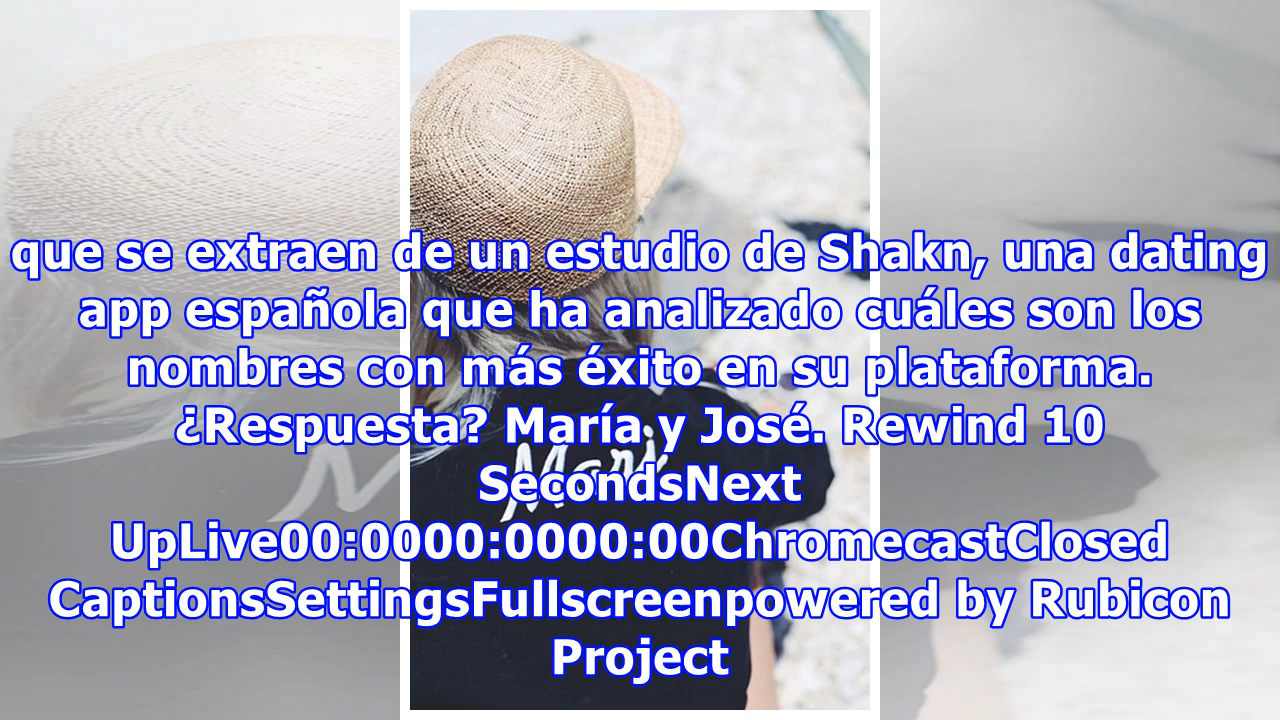 que se extraen de un estudio de Shakn, una dating
app española que ha analizado cuáles son los
nombres con más éxito en su plataforma.
¿Respuesta? María y José. Rewind 10
SecondsNext
UpLive00:0000:0000:00ChromecastClosed
CaptionsSettingsFullscreenpowered by Rubicon
Project